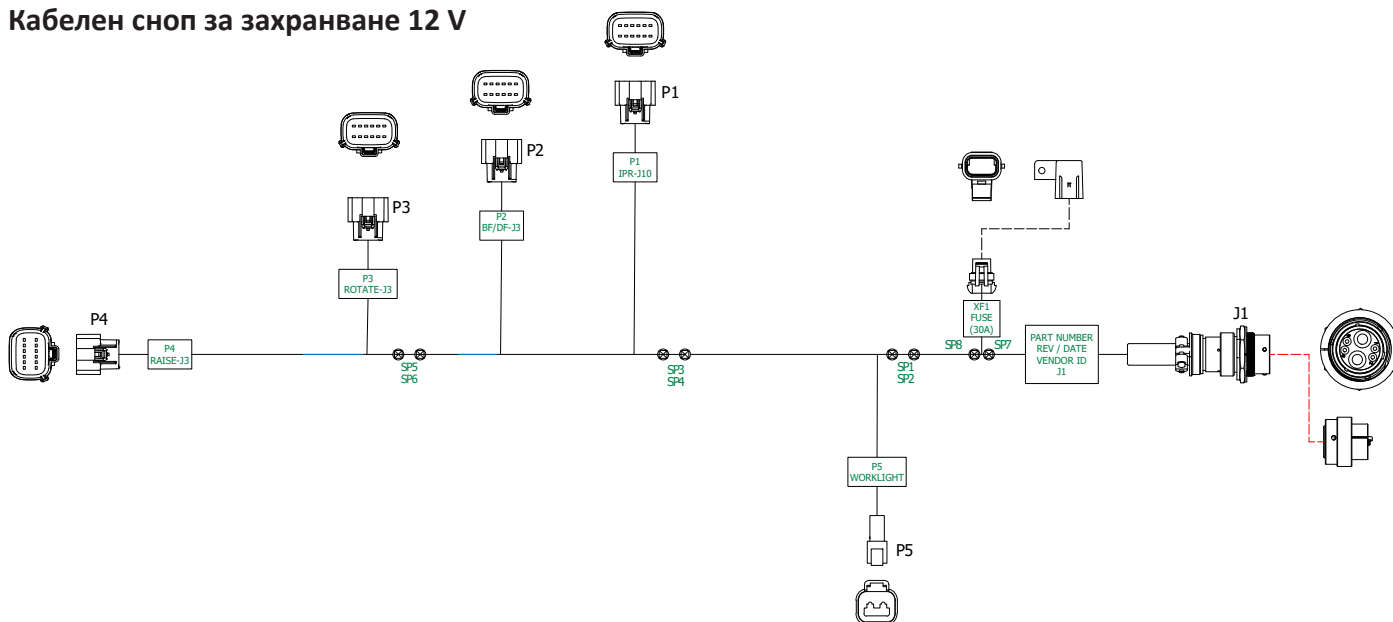 Кабелен сноп за захранване 12 V
P1
P1
IPR-J10
P2
P2
BF/DF-J3
P3
P3
ROTATE-J3
P4
P4
RAISE-J3
SP5
SP6
SP3
SP4
SP1
SP2
SP8
XF1
FUSE
(30A)
SP7
PART NUMBER
REV / DATE
VENDOR ID
J1
J1
P5
WORKLIGHT
P5